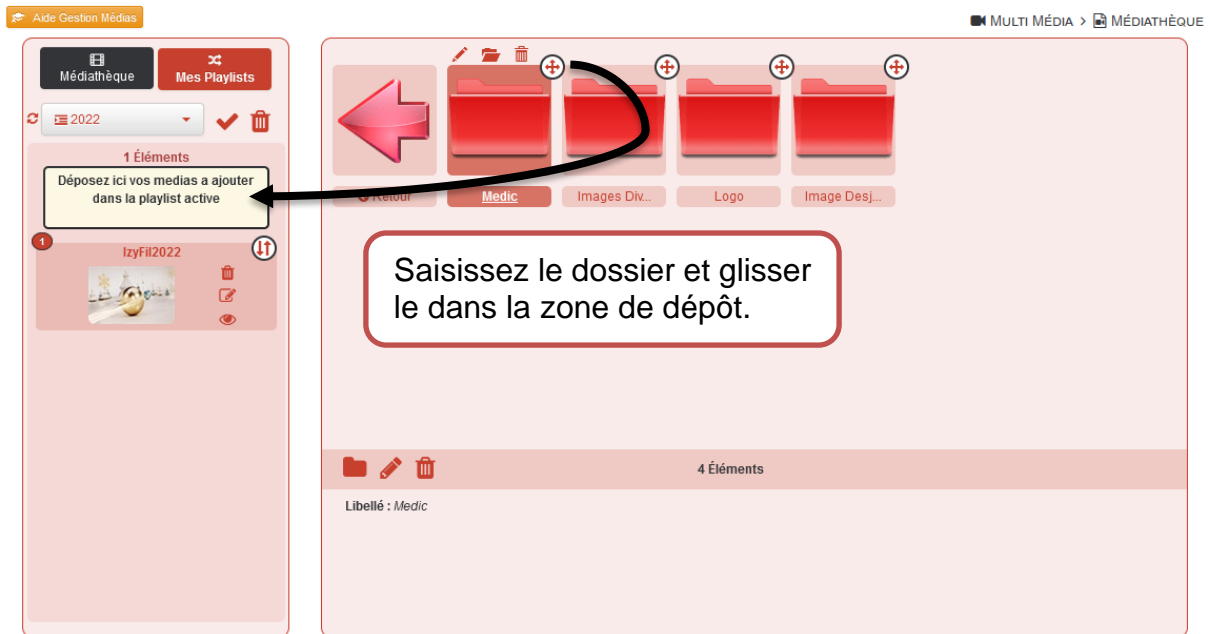 Aide Gestion Médias
MULTI MÉDIA > MÉDIATHÈQUE
Médiathèque
Mes Playlists
2022
1 Éléments
Déposez ici vos medias a ajouter
dans la playlist active
1
IzyFil2022
Retour
Medic
Images Div...
Logo
Image Desj...
Saisissez le dossier et glisser
le dans la zone de dépôt.
4 Éléments
Libellé : Medic